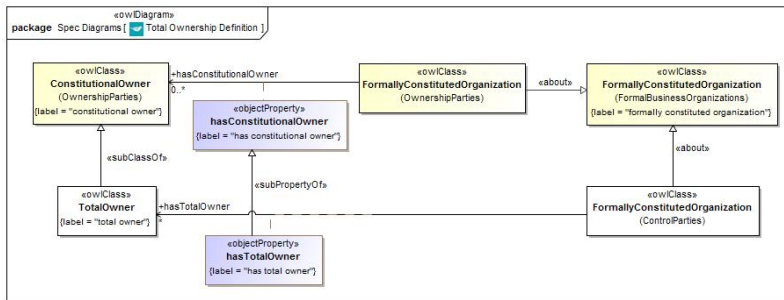 «owlDiagram»
package Spec Diagrams [ Total Ownership Definition ]
«owlClass»
ConstitutionalOwner
(OwnershipParties)
{label = "constitutional owner"}
+hasConstitutionalOwner
0..*
«owlClass»
FormallyConstitutedOrganization
(OwnershipParties)
«about»
«owlClass»
FormallyConstitutedOrganization
(FormalBusinessOrganizations)
{label = "formally constituted organization"}
«objectProperty»
hasConstitutionalOwner
{label = "has constitutional owner"}
«subClassOf»
«subPropertyOf»
«about»
«owlClass»
TotalOwner
{label = "total owner"}
+hasTotalOwner
*
«owlClass»
FormallyConstitutedOrganization
(ControlParties)
«objectProperty»
hasTotalOwner
{label = "has total owner"}